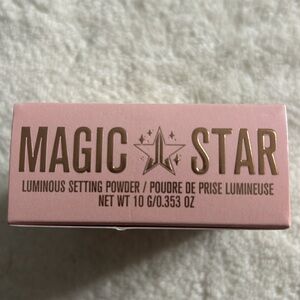 MAGIC STAR
LUMINOUS SETTING POWDER / POUDRE DE PRISE LUMINEUSE
NET WT 10 G/0.353 OZ